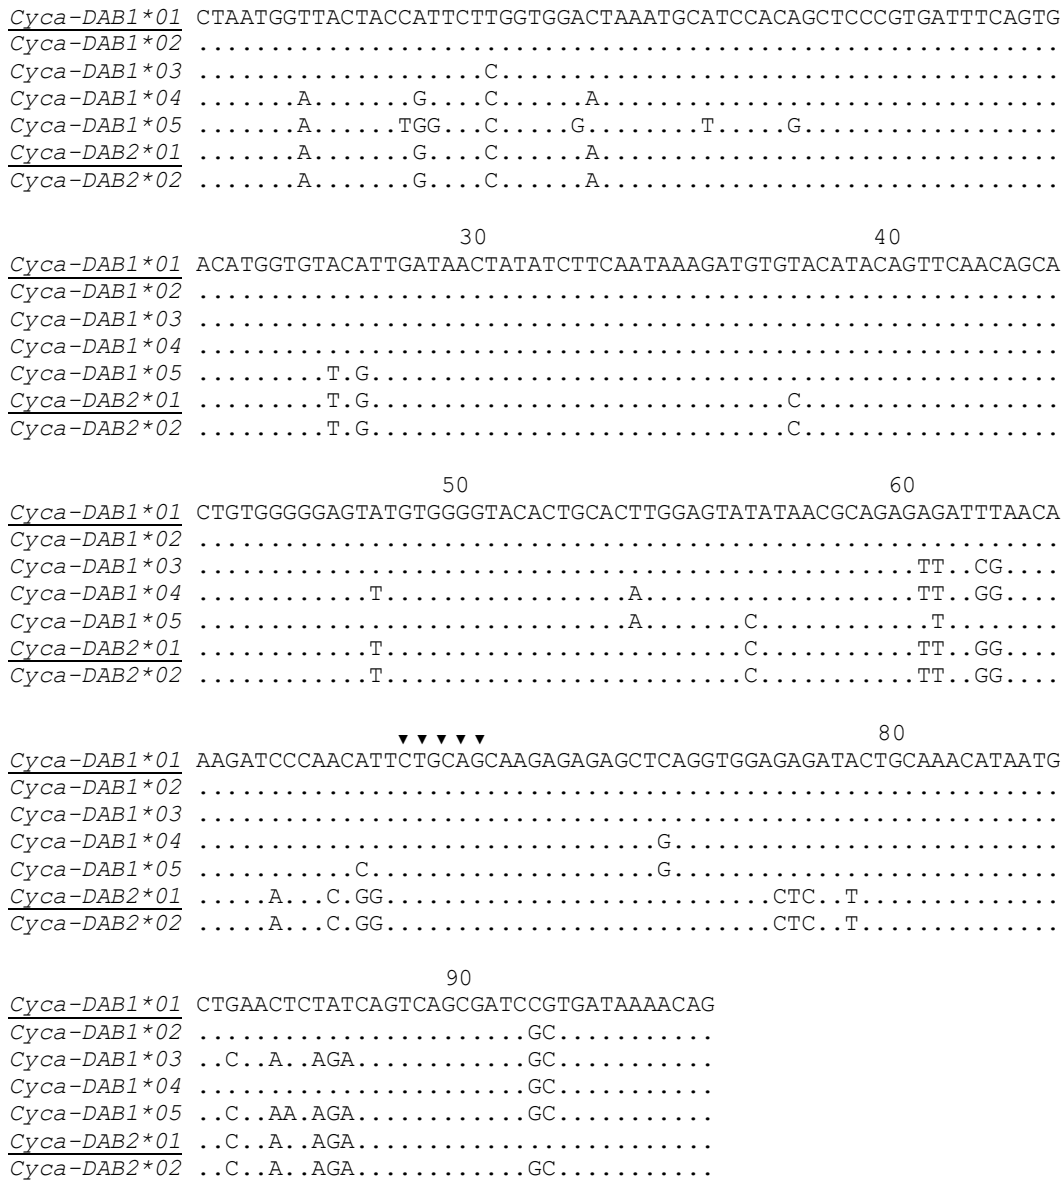 Cyca-DAB1*01 CTAATGGTTACTACCATTCTTGGTGGACTAAATGCATCCACAGCTCCCGTGATTTCAGTG
Cyca-DAB1*02 ............................................................
Cyca-DAB1*03 ....................C.......................................
Cyca-DAB1*04 .......A.......G....C......A................................
Cyca-DAB1*05 .......A......TGG...C.....G........T.....G..................
Cyca-DAB2*01 .......A.......G....C......A................................
Cyca-DAB2*02 .......A.......G....C......A................................
30 40
Cyca-DAB1*01 ACATGGTGTACATTGATAACTATATCTTCAATAAAGATGTGTACATACAGTTCAACAGCA
Cyca-DAB1*02 ............................................................
Cyca-DAB1*03 ............................................................
Cyca-DAB1*04 ............................................................
Cyca-DAB1*05 .........T.G................................................
Cyca-DAB2*01 .........T.G.............................C..................
Cyca-DAB2*02 .........T.G.............................C..................
50 60
Cyca-DAB1*01 CTGTGGGGGAGTATGTGGGGTACACTGCACTTGGAGTATATAACGCAGAGAGATTTAACA
Cyca-DAB1*02 ............................................................
Cyca-DAB1*03 ..................................................TT..CG....
Cyca-DAB1*04 ............T.................A...................TT..GG....
Cyca-DAB1*05 ..............................A.......C............T........
Cyca-DAB2*01 ............T.........................C...........TT..GG....
Cyca-DAB2*02 ............T.........................C...........TT..GG....
▼ ▼ ▼ ▼ ▼ 80
Cyca-DAB1*01 AAGATCCCAACATTCTGCAGCAAGAGAGAGCTCAGGTGGAGAGATACTGCAAACATAATG
Cyca-DAB1*02 ............................................................
Cyca-DAB1*03 ............................................................
Cyca-DAB1*04 ................................G...........................
Cyca-DAB1*05 ...........C....................G...........................
Cyca-DAB2*01 .....A...C.GG...........................CTC..T..............
Cyca-DAB2*02 .....A...C.GG...........................CTC..T..............
90
Cyca-DAB1*01 CTGAACTCTATCAGTCAGCGATCCGTGATAAAACAG
Cyca-DAB1*02 .......................GC...........
Cyca-DAB1*03 ..C..A..AGA............GC...........
Cyca-DAB1*04 .......................GC...........
Cyca-DAB1*05 ..C..AA.AGA............GC...........
Cyca-DAB2*01 ..C..A..AGA.........................
Cyca-DAB2*02 ..C..A..AGA............GC...........